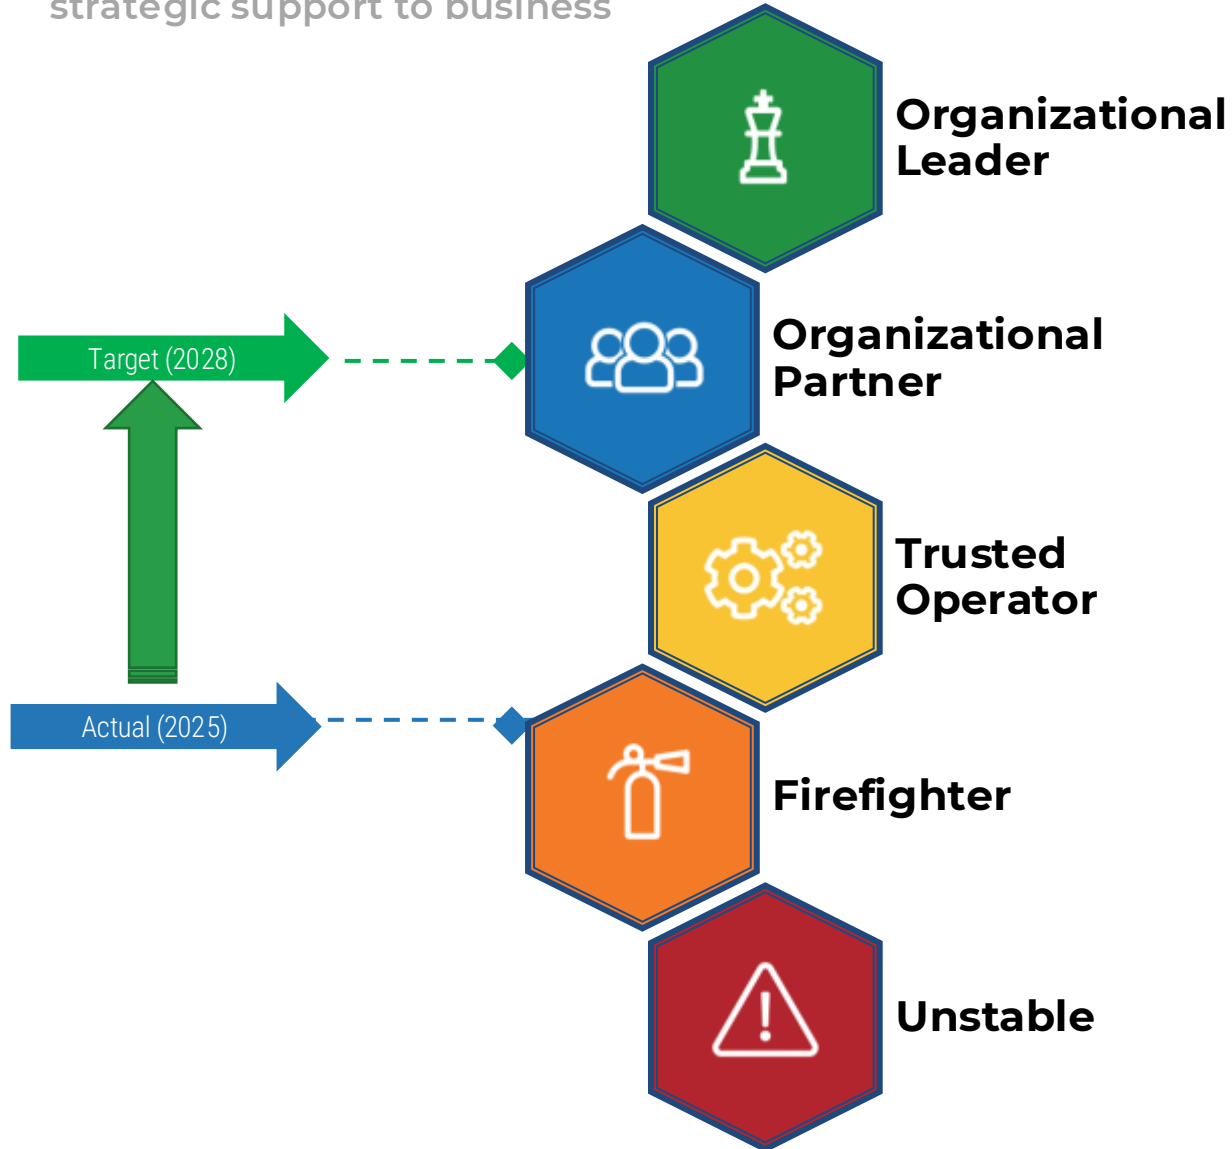 strategic support to business
Organizational
Leader
Organizational
Partner
Target (2028)
Trusted
Operator
Actual (2025)
Firefighter
Unstable